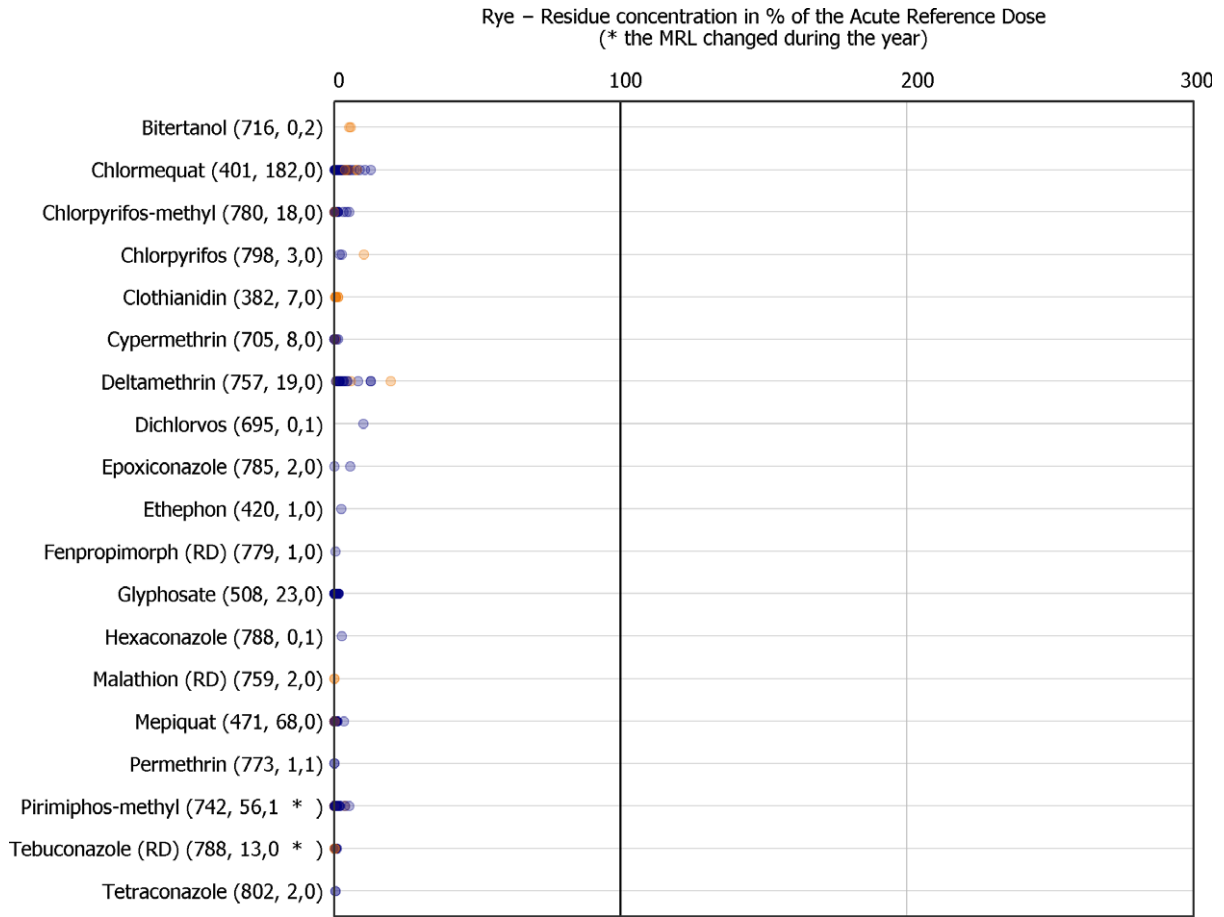 Rye – Residue concentration in % of the Acute Reference Dose
(* the MRL changed during the year)
0 100 200 300
Bitertanol (716, 0,2)
Chlormequat (401, 182,0)
Chlorpyrifos-methyl (780, 18,0)
Chlorpyrifos (798, 3,0)
Clothianidin (382, 7,0)
Cypermethrin (705, 8,0)
Deltamethrin (757, 19,0)
Dichlorvos (695, 0,1)
Epoxiconazole (785, 2,0)
Ethephon (420, 1,0)
Fenpropimorph (RD) (779, 1,0)
Glyphosate (508, 23,0)
Hexaconazole (788, 0,1)
Malathion (RD) (759, 2,0)
Mepiquat (471, 68,0)
Permethrin (773, 1,1)
Pirimiphos-methyl (742, 56,1 * )
Tebuconazole (RD) (788, 13,0 * )
Tetraconazole (802, 2,0)